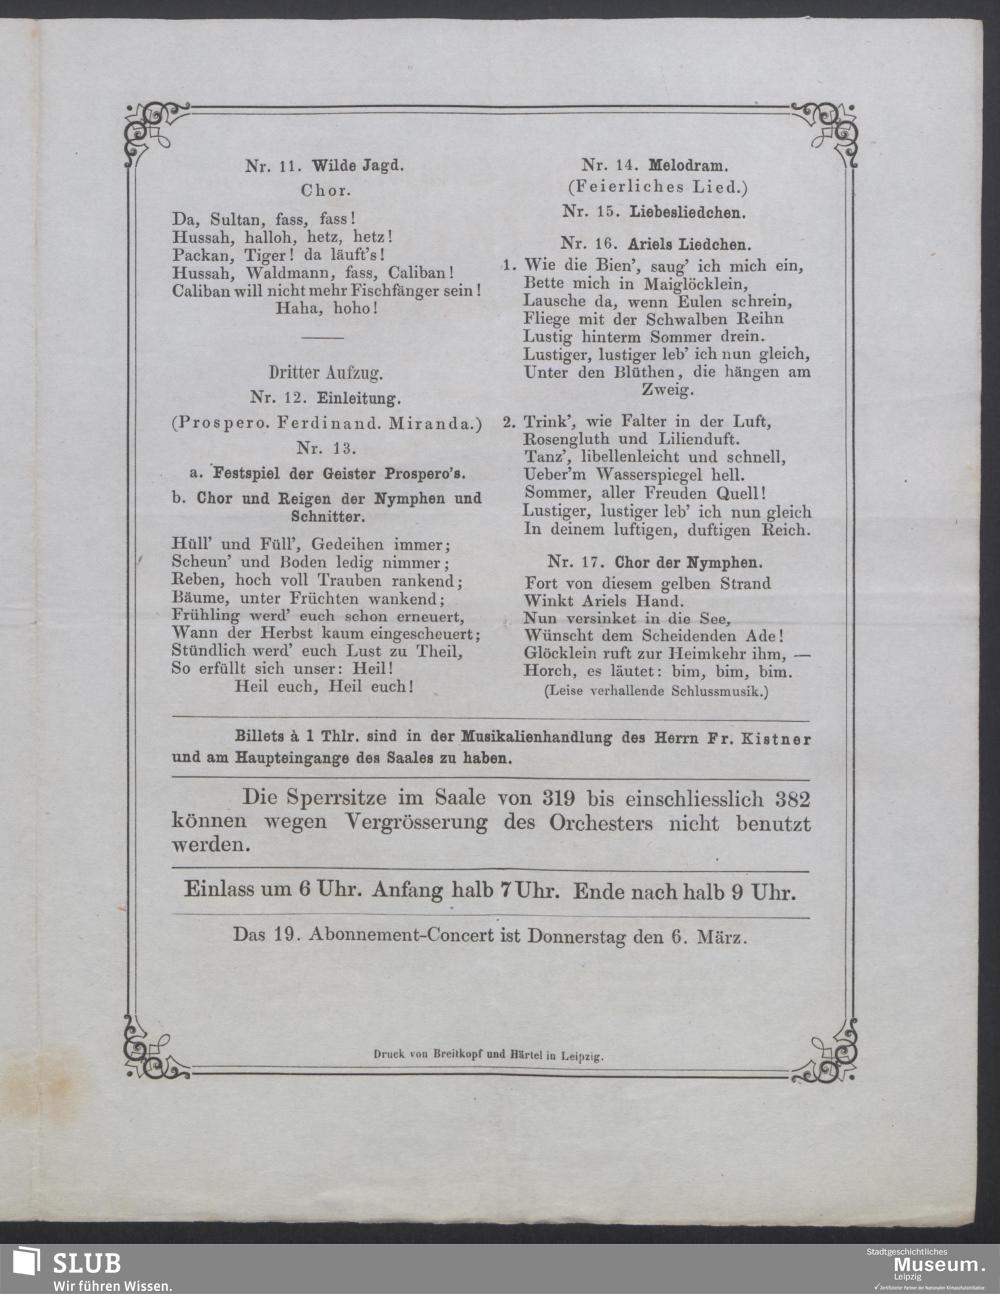 Nr. 11. Wilde Jagd.
Chor.
Da, Sultan, fass, fass!
Hussah, halloh, hetz, hetz!
Packan, Tiger! da läuft's!
Hussah, Waldmann, fass, Caliban!
Caliban will nicht mehr Fischfänger sein!
Haha, hoho!
Dritter Aufzug.
Nr. 12. Einleitung.
(Prospero. Ferdinand. Miranda.)
Nr. 13.
a. Festspiel der Geister Prospero's.
b. Chor und Reigen der Nymphen und
Schnitter.
Hüll' und Füll', Gedeihen immer;
Scheun' und Boden ledig nimmer;
Reben, hoch voll Trauben rankend;
Bäume, unter Früchten wankend;
Frühling werd' euch schon erneuert,
Wann der Herbst kaum eingescheuert;
Stündlich werd' euch Lust zu Theil,
So erfüllt sich unser: Heil!
Heil euch, Heil euch!
Nr. 14. Melodram.
(Feierliches Lied.)
Nr. 15. Liebesliedchen.
Nr. 16. Ariels Liedchen.
1. Wie die Bien', saug' ich mich ein,
Bette mich in Maiglöcklein,
Lausche da, wenn Eulen schrein,
Fliege mit der Schwalben Reihn
Lustig hinterm Sommer drein.
Lustiger, lustiger leb' ich nun gleich,
Unter den Blüthen, die hängen am
Zweig.
2. Trink', wie Falter in der Luft,
Rosengluth und Lilienduft.
Tanz', libellenleicht und schnell,
Ueber'm Wasserspiegel hell.
Sommer, aller Freuden Quell!
Lustiger, lustiger leb' ich nun gleich
In deinem luftigen, duftigen Reich.
Nr. 17. Chor der Nymphen.
Fort von diesem gelben Strand
Winkt Ariels Hand.
Nun versinket in die See,
Wünscht dem Scheidenden Ade!
Glöcklein ruft zur Heimkehr ihm, —
Horch, es läutet: bim, bim, bim.
(Leise verhallende Schlussmusik.)
Billets à 1 Thlr. sind in der Musikalienhandlung des Herrn Fr. Kistner
und am Haupteingange des Saales zu haben.
Die Sperrsitze im Saale von 319 bis einschliesslich 382
können wegen Vergrösserung des Orchesters nicht benutzt
werden.
Einlass um 6 Uhr. Anfang halb 7 Uhr. Ende nach halb 9 Uhr.
Das 19. Abonnement-Concert ist Donnerstag den 6. März.
Druck von Breitkopf und Härtel in Leipzig.
SLUB
Wir führen Wissen.
Stadtgeschichtliches
Museum.
Leipzig
Zertifizierter Partner der Nationalen Klimaschutzinitiative